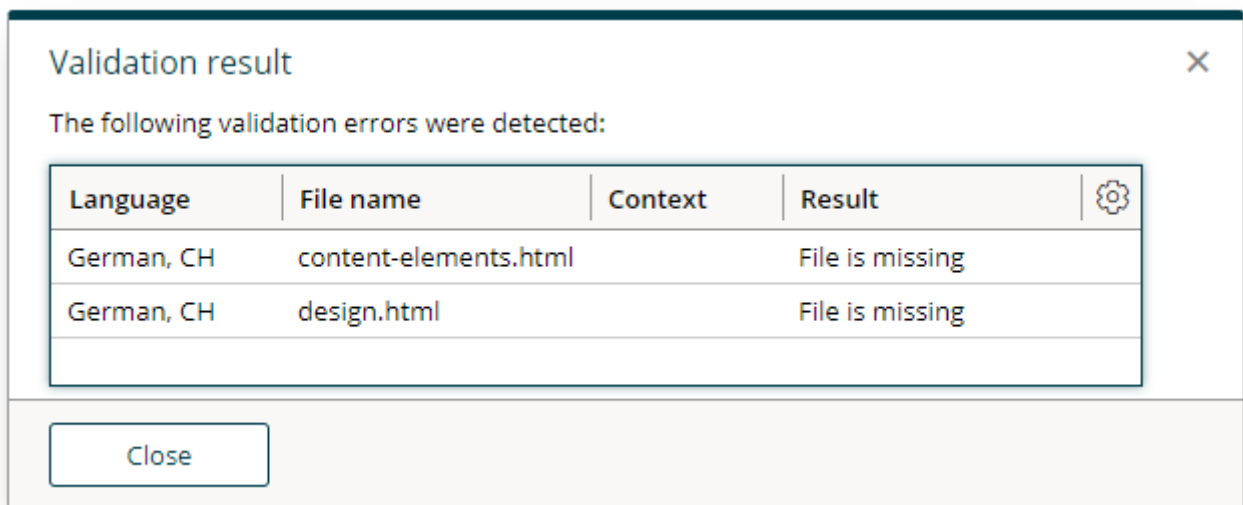 Validation result
The following validation errors were detected:
Language File name Context Result
German, CH content-elements.html File is missing
German, CH design.html File is missing
Close